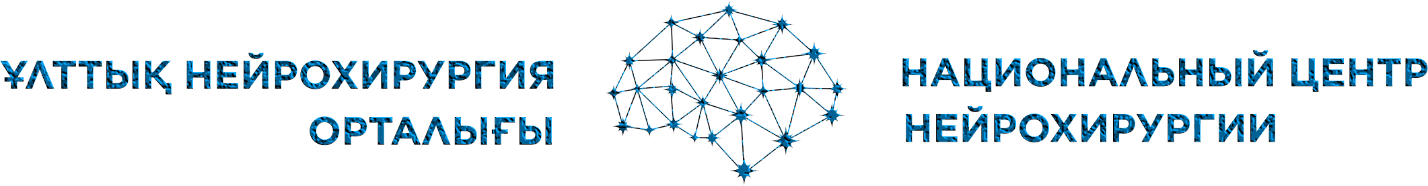 ҰЛТТЫҚ НЕЙРОХИРУРГИЯ
ОРТАЛЫҒЫ
НАЦИОНАЛЬНЫЙ ЦЕНТР
НЕЙРОХИРУРГИИ